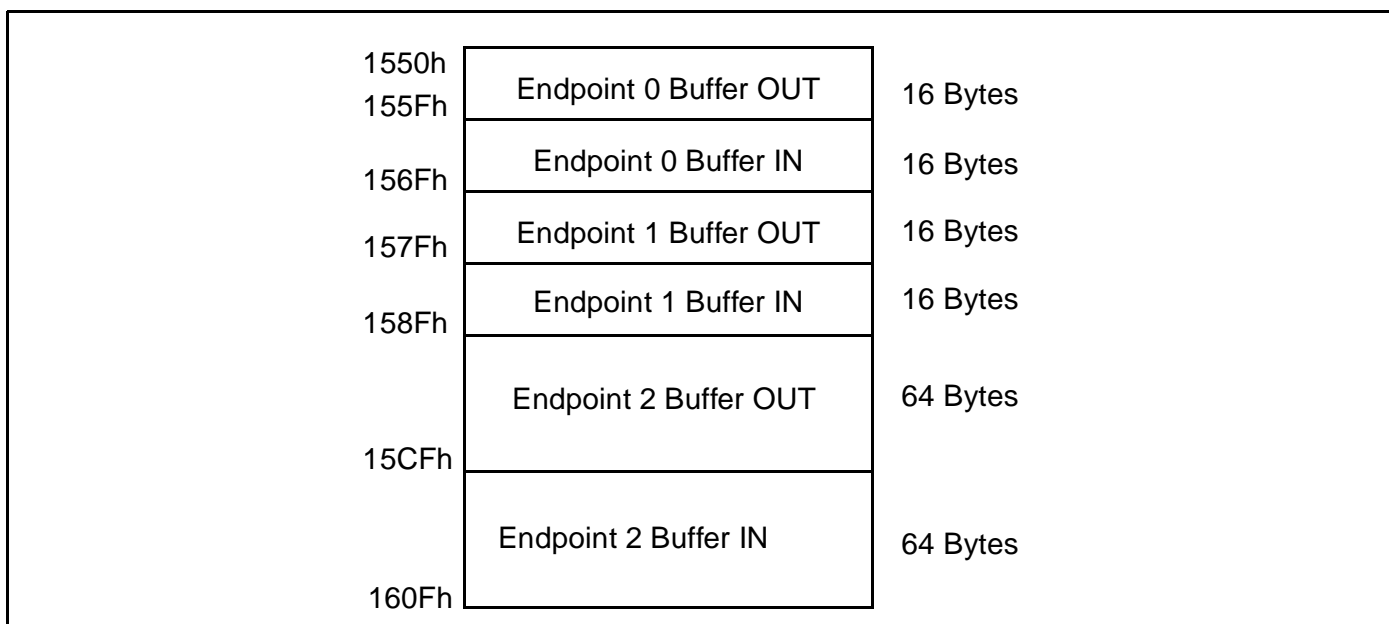 1550h
Endpoint 0 Buffer OUT
16 Bytes
155Fh
Endpoint 0 Buffer IN
16 Bytes
156Fh
Endpoint 1 Buffer OUT
16 Bytes
157Fh
Endpoint 1 Buffer IN
16 Bytes
158Fh
Endpoint 2 Buffer OUT
64 Bytes
15CFh
Endpoint 2 Buffer IN
64 Bytes
160Fh